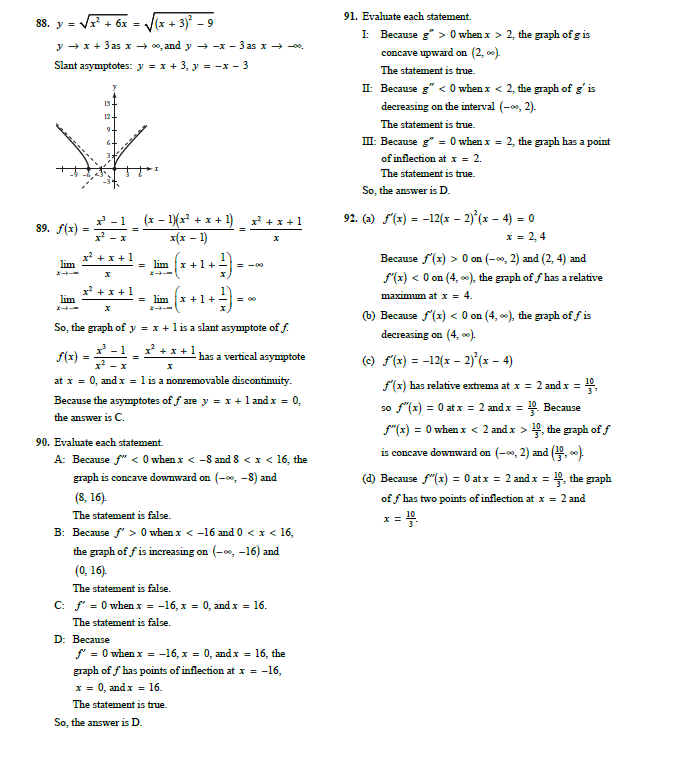 88. y = √(x² + 6x) = √((x + 3)² − 9)
y → x + 3 as x → ∞, and y → −x − 3 as x → −∞.
Slant asymptotes: y = x + 3, y = −x − 3
y
15
12
9
6
3
−9 −6 −3 3 6 x
−3
89. f(x) = (x³ − 1)/(x² − x) = ((x − 1)(x² + x + 1))/(x(x − 1)) = (x² + x + 1)/x
lim x→−∞ (x² + x + 1)/x = lim x→−∞ (x + 1 + 1/x) = −∞
lim (x² + x + 1)/x = lim (x + 1 + 1/x) = ∞
So, the graph of y = x + 1 is a slant asymptote of f.
f(x) = (x³ − 1)/(x² − x) = (x² + x + 1)/x has a vertical asymptote
at x = 0, and x = 1 is a nonremovable discontinuity.
Because the asymptotes of f are y = x + 1 and x = 0,
the answer is C.
90. Evaluate each statement.
A: Because f″ < 0 when x < −8 and 8 < x < 16, the
graph is concave downward on (−∞, −8) and
(8, 16).
The statement is false.
B: Because f′ > 0 when x < −16 and 0 < x < 16,
the graph of f is increasing on (−∞, −16) and
(0, 16).
The statement is false.
C: f′ = 0 when x = −16, x = 0, and x = 16.
The statement is false.
D: Because
f′ = 0 when x = −16, x = 0, and x = 16, the
graph of f has points of inflection at x = −16,
x = 0, and x = 16.
The statement is true.
So, the answer is D.
91. Evaluate each statement.
I: Because g″ > 0 when x > 2, the graph of g is
concave upward on (2, ∞).
The statement is true.
II: Because g″ < 0 when x < 2, the graph of g′ is
decreasing on the interval (−∞, 2).
The statement is true.
III: Because g″ = 0 when x = 2, the graph has a point
of inflection at x = 2.
The statement is true.
So, the answer is D.
92. (a) f′(x) = −12(x − 2)²(x − 4) = 0
x = 2, 4
Because f′(x) > 0 on (−∞, 2) and (2, 4) and
f′(x) < 0 on (4, ∞), the graph of f has a relative
maximum at x = 4.
(b) Because f′(x) < 0 on (4, ∞), the graph of f is
decreasing on (4, ∞).
(c) f′(x) = −12(x − 2)²(x − 4)
f′(x) has relative extrema at x = 2 and x = 10/3,
so f″(x) = 0 at x = 2 and x = 10/3. Because
f″(x) = 0 when x < 2 and x > 10/3, the graph of f
is concave downward on (−∞, 2) and (10/3, ∞).
(d) Because f″(x) = 0 at x = 2 and x = 10/3, the graph
of f has two points of inflection at x = 2 and
x = 10/3.